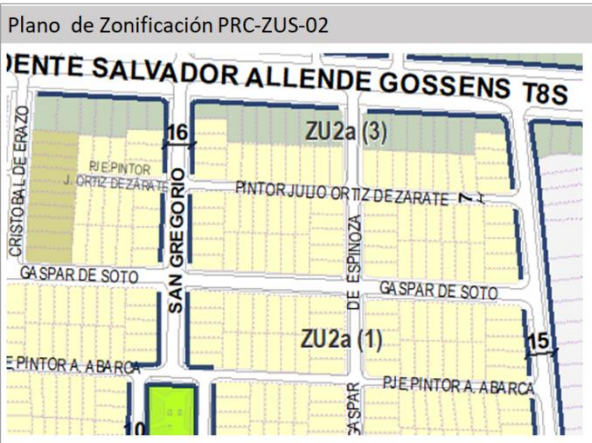 Plano de Zonificación PRC-ZUS-02
DENTE SALVADOR ALLENDE GOSSENS T8S
CRISTOBAL DE ERAZO
16
ZU2a (3)
PJE PINTOR
J. ORTIZ DE ZÁRATE
PINTOR JULIO ORTIZ DE ZARATE
7
SAN GREGORIO
DE ESPINOZA
GASPAR DE SOTO
GASPAR DE SOTO
ZU2a (1)
15
E PINTOR A. ABARCA
PJE PINTOR A. ABARCA
GASPAR
10